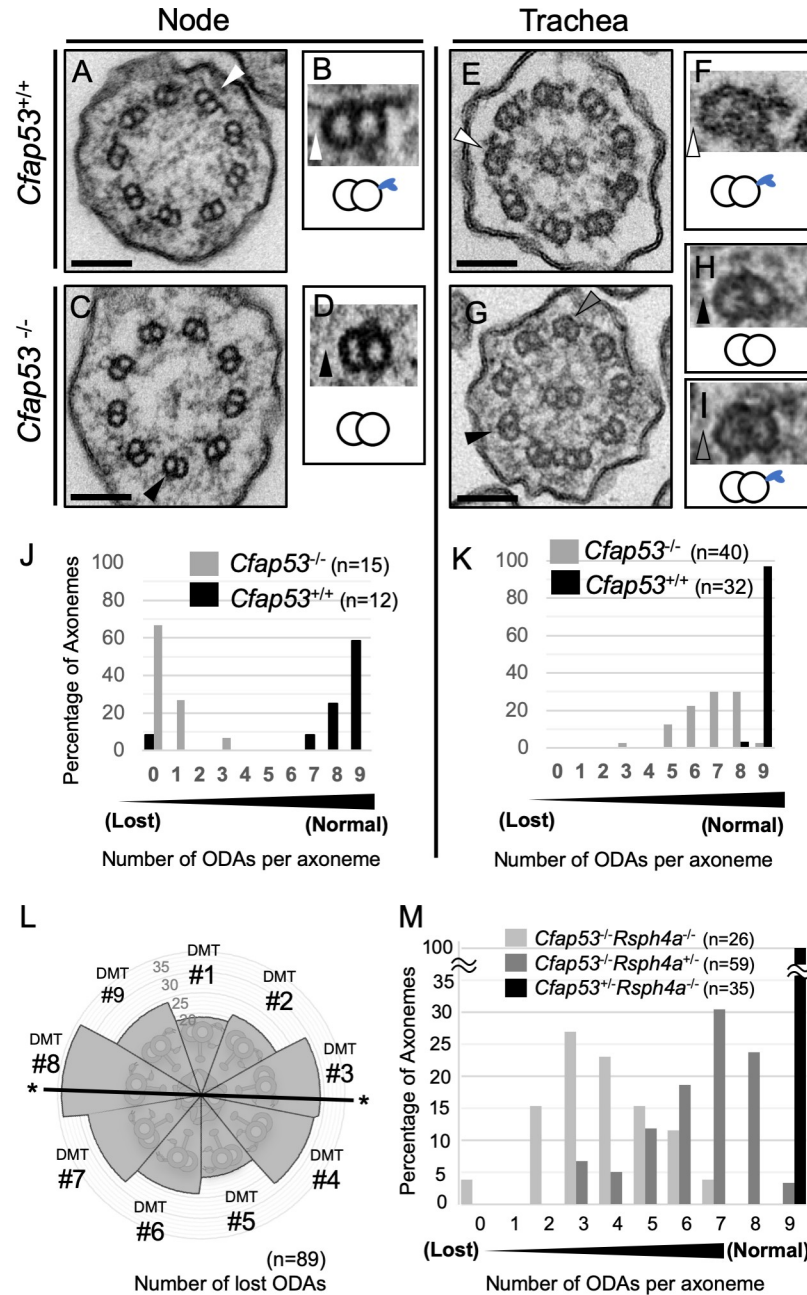 Node
Trachea
Cfap53+/+
A
B
E
F
Cfap53 -/-
C
D
G
H
I
J
Cfap53-/- (n=15)
Cfap53+/+ (n=12)
Percentage of Axonemes
100
80
60
40
20
0
0 1 2 3 4 5 6 7 8 9
(Lost)
(Normal)
Number of ODAs per axoneme
K
Cfap53-/- (n=40)
Cfap53+/+ (n=32)
100
80
60
40
20
0
0 1 2 3 4 5 6 7 8 9
(Lost)
(Normal)
Number of ODAs per axoneme
L
35
30
25
20
DMT
#1
DMT
#2
DMT
#3
DMT
#4
DMT
#5
DMT
#6
DMT
#7
DMT
#8
DMT
#9
*
*
(n=89)
Number of lost ODAs
M
Cfap53-/-Rsph4a-/- (n=26)
Cfap53-/-Rsph4a+/- (n=59)
Cfap53+/-Rsph4a-/- (n=35)
Percentage of Axonemes
100
35
30
25
20
15
10
5
0
0 1 2 3 4 5 6 7 8 9
(Lost)
(Normal)
Number of ODAs per axoneme